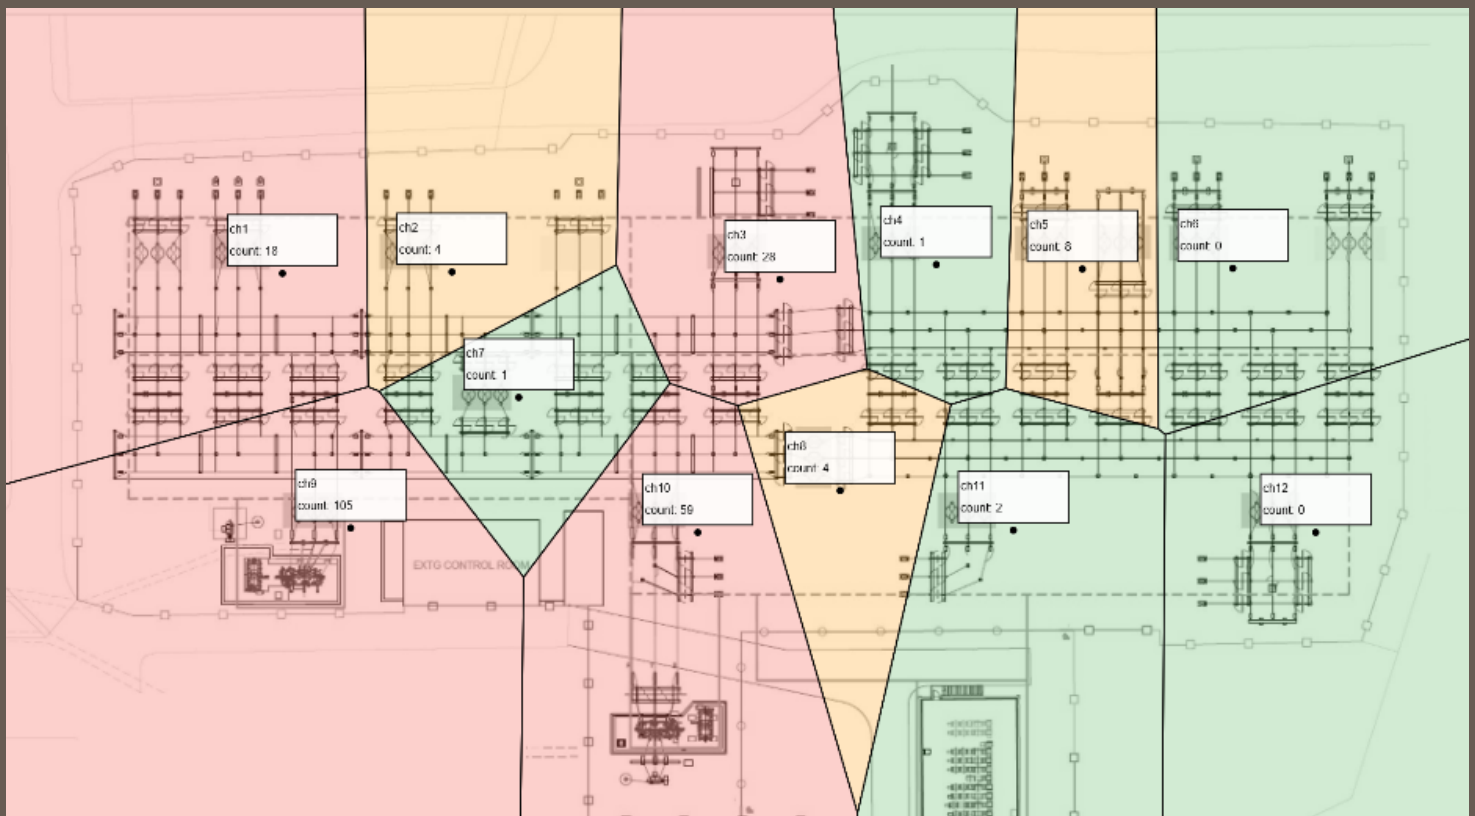 ch1
count: 18
ch2
count: 4
ch3
count: 28
ch4
count: 1
ch5
count: 8
ch6
count: 0
ch7
count: 1
ch8
count: 4
ch9
count: 105
ch10
count: 59
ch11
count: 2
ch12
count: 0
EXTG CONTROL ROOM